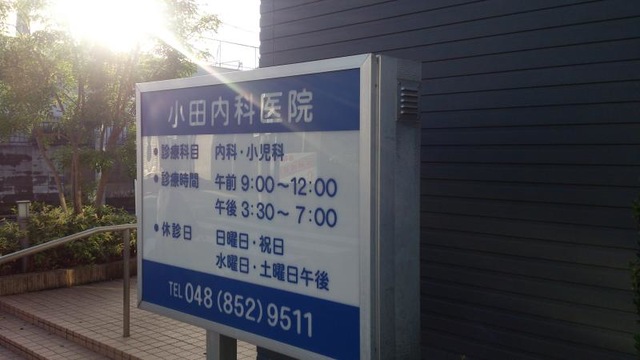 小田内科医院
• 診療科目 内科・小児科
• 診療時間 午前 9:00～12:00
午後 3:30～7:00
• 休診日 日曜日・祝日
水曜日・土曜日午後
TEL 048 (852) 9511